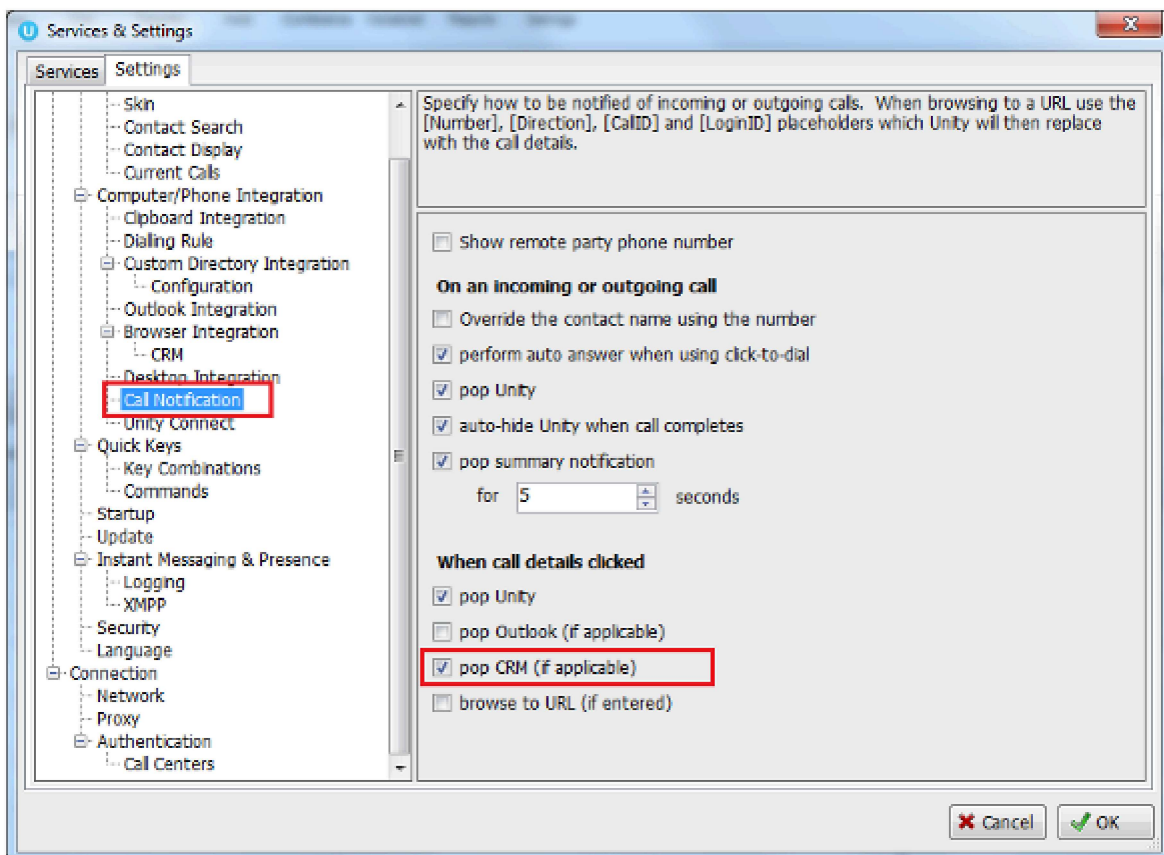 Services & Settings
Services
Settings
Skin
Contact Search
Contact Display
Current Calls
Computer/Phone Integration
Clipboard Integration
Dialing Rule
Custom Directory Integration
Configuration
Outlook Integration
Browser Integration
CRM
Desktop Integration
Call Notification
Unity Connect
Quick Keys
Key Combinations
Commands
Startup
Update
Instant Messaging & Presence
Logging
XMPP
Security
Language
Connection
Network
Proxy
Authentication
Call Centers
Specify how to be notified of incoming or outgoing calls. When browsing to a URL use the
[Number], [Direction], [CallID] and [LoginID] placeholders which Unity will then replace
with the call details.
Show remote party phone number
On an incoming or outgoing call
Override the contact name using the number
perform auto answer when using click-to-dial
pop Unity
auto-hide Unity when call completes
pop summary notification
for 5 seconds
When call details clicked
pop Unity
pop Outlook (if applicable)
pop CRM (if applicable)
browse to URL (if entered)
Cancel
OK